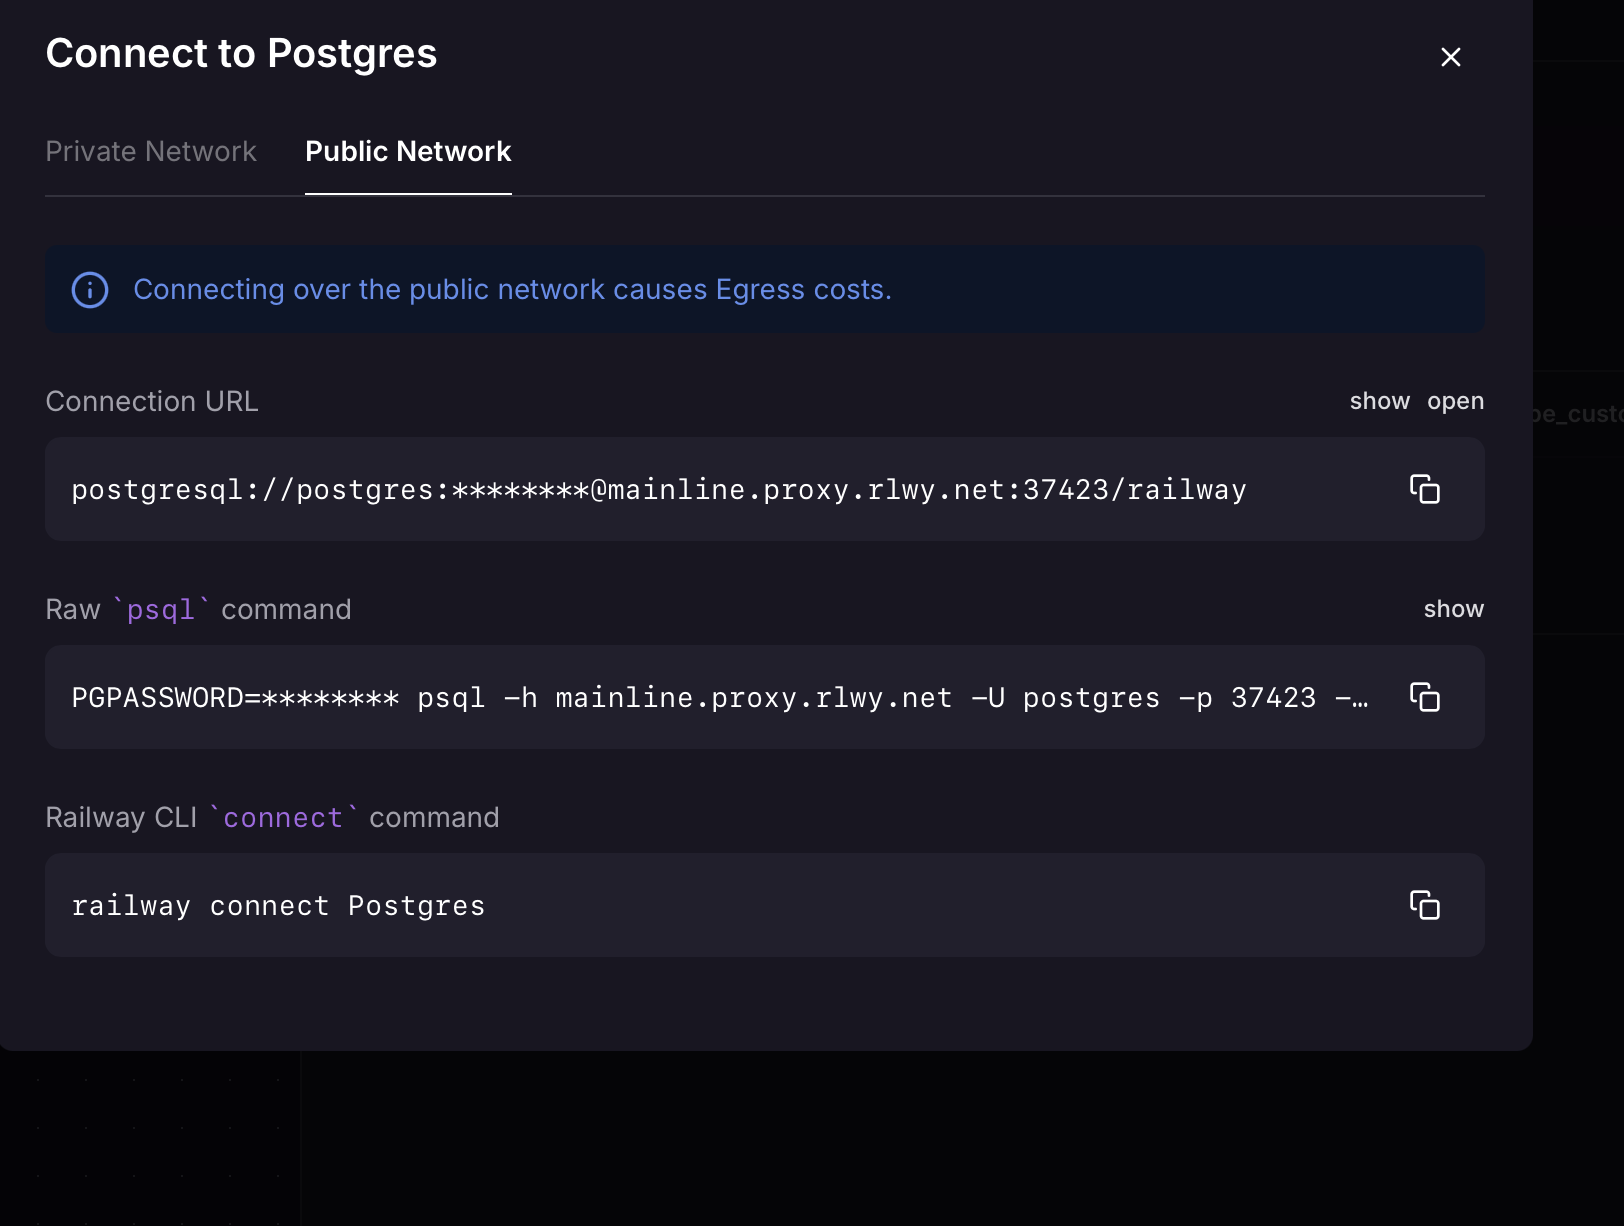 Connect to Postgres
Private Network Public Network
Connecting over the public network causes Egress costs.
Connection URL show open
postgresql://postgres:********@mainline.proxy.rlwy.net:37423/railway
Raw `psql` command show
PGPASSWORD=******** psql -h mainline.proxy.rlwy.net -U postgres -p 37423 -…
Railway CLI `connect` command
railway connect Postgres